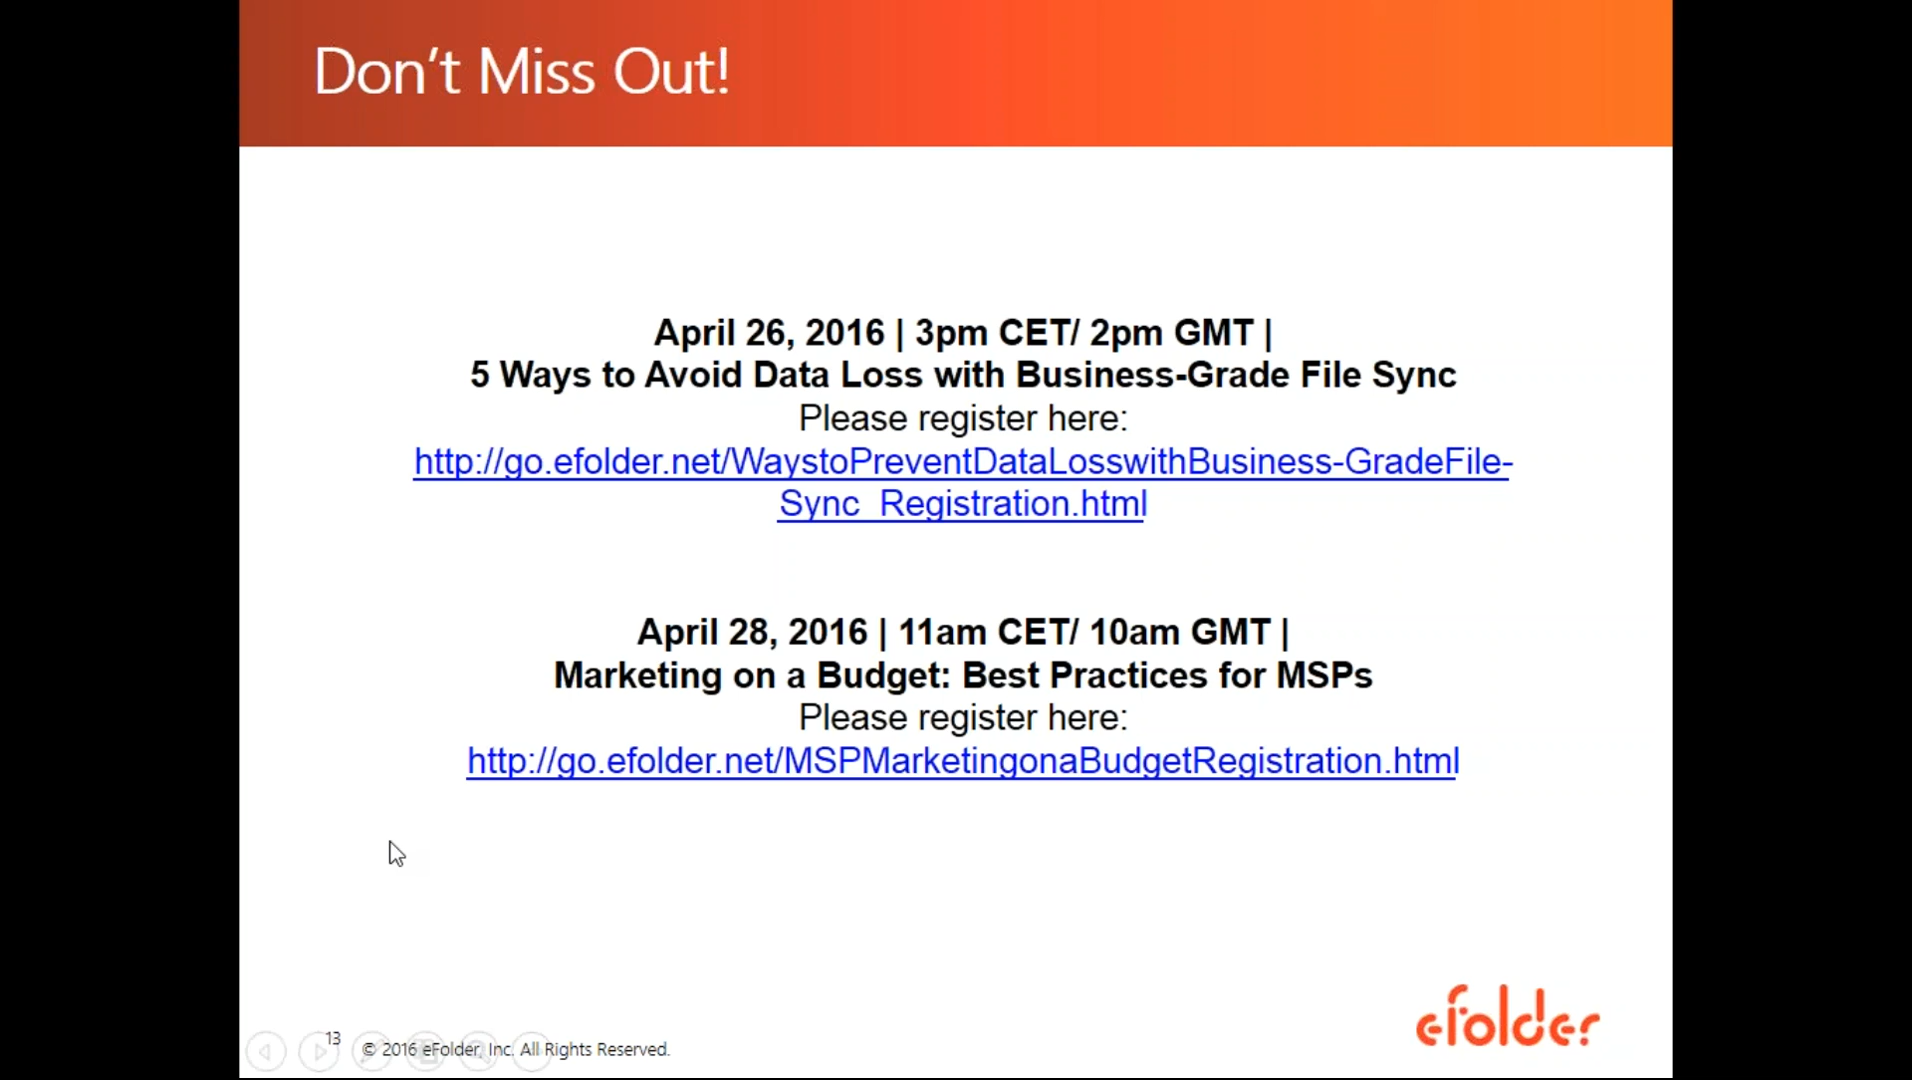 Don't Miss Out!
April 26, 2016 | 3pm CET/ 2pm GMT |
5 Ways to Avoid Data Loss with Business-Grade File Sync
Please register here:
http://go.efolder.net/WaystoPreventDataLosswithBusiness-GradeFile-
Sync_Registration.html
April 28, 2016 | 11am CET/ 10am GMT |
Marketing on a Budget: Best Practices for MSPs
Please register here:
http://go.efolder.net/MSPMarketingonaBudgetRegistration.html
efolder
13
© 2016 eFolder, Inc. All Rights Reserved.